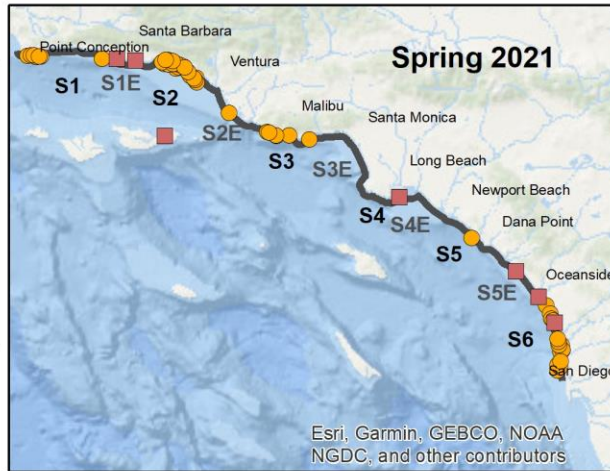 Santa Barbara
Spring 2021
Point Conception
Ventura
S1
S1E
S2
Malibu
Santa Monica
S2E
S3
S3E
Long Beach
Newport Beach
S4
S4E
Dana Point
S5
Oceanside
S5E
S6
San Diego
Esri, Garmin, GEBCO, NOAA
NGDC, and other contributors